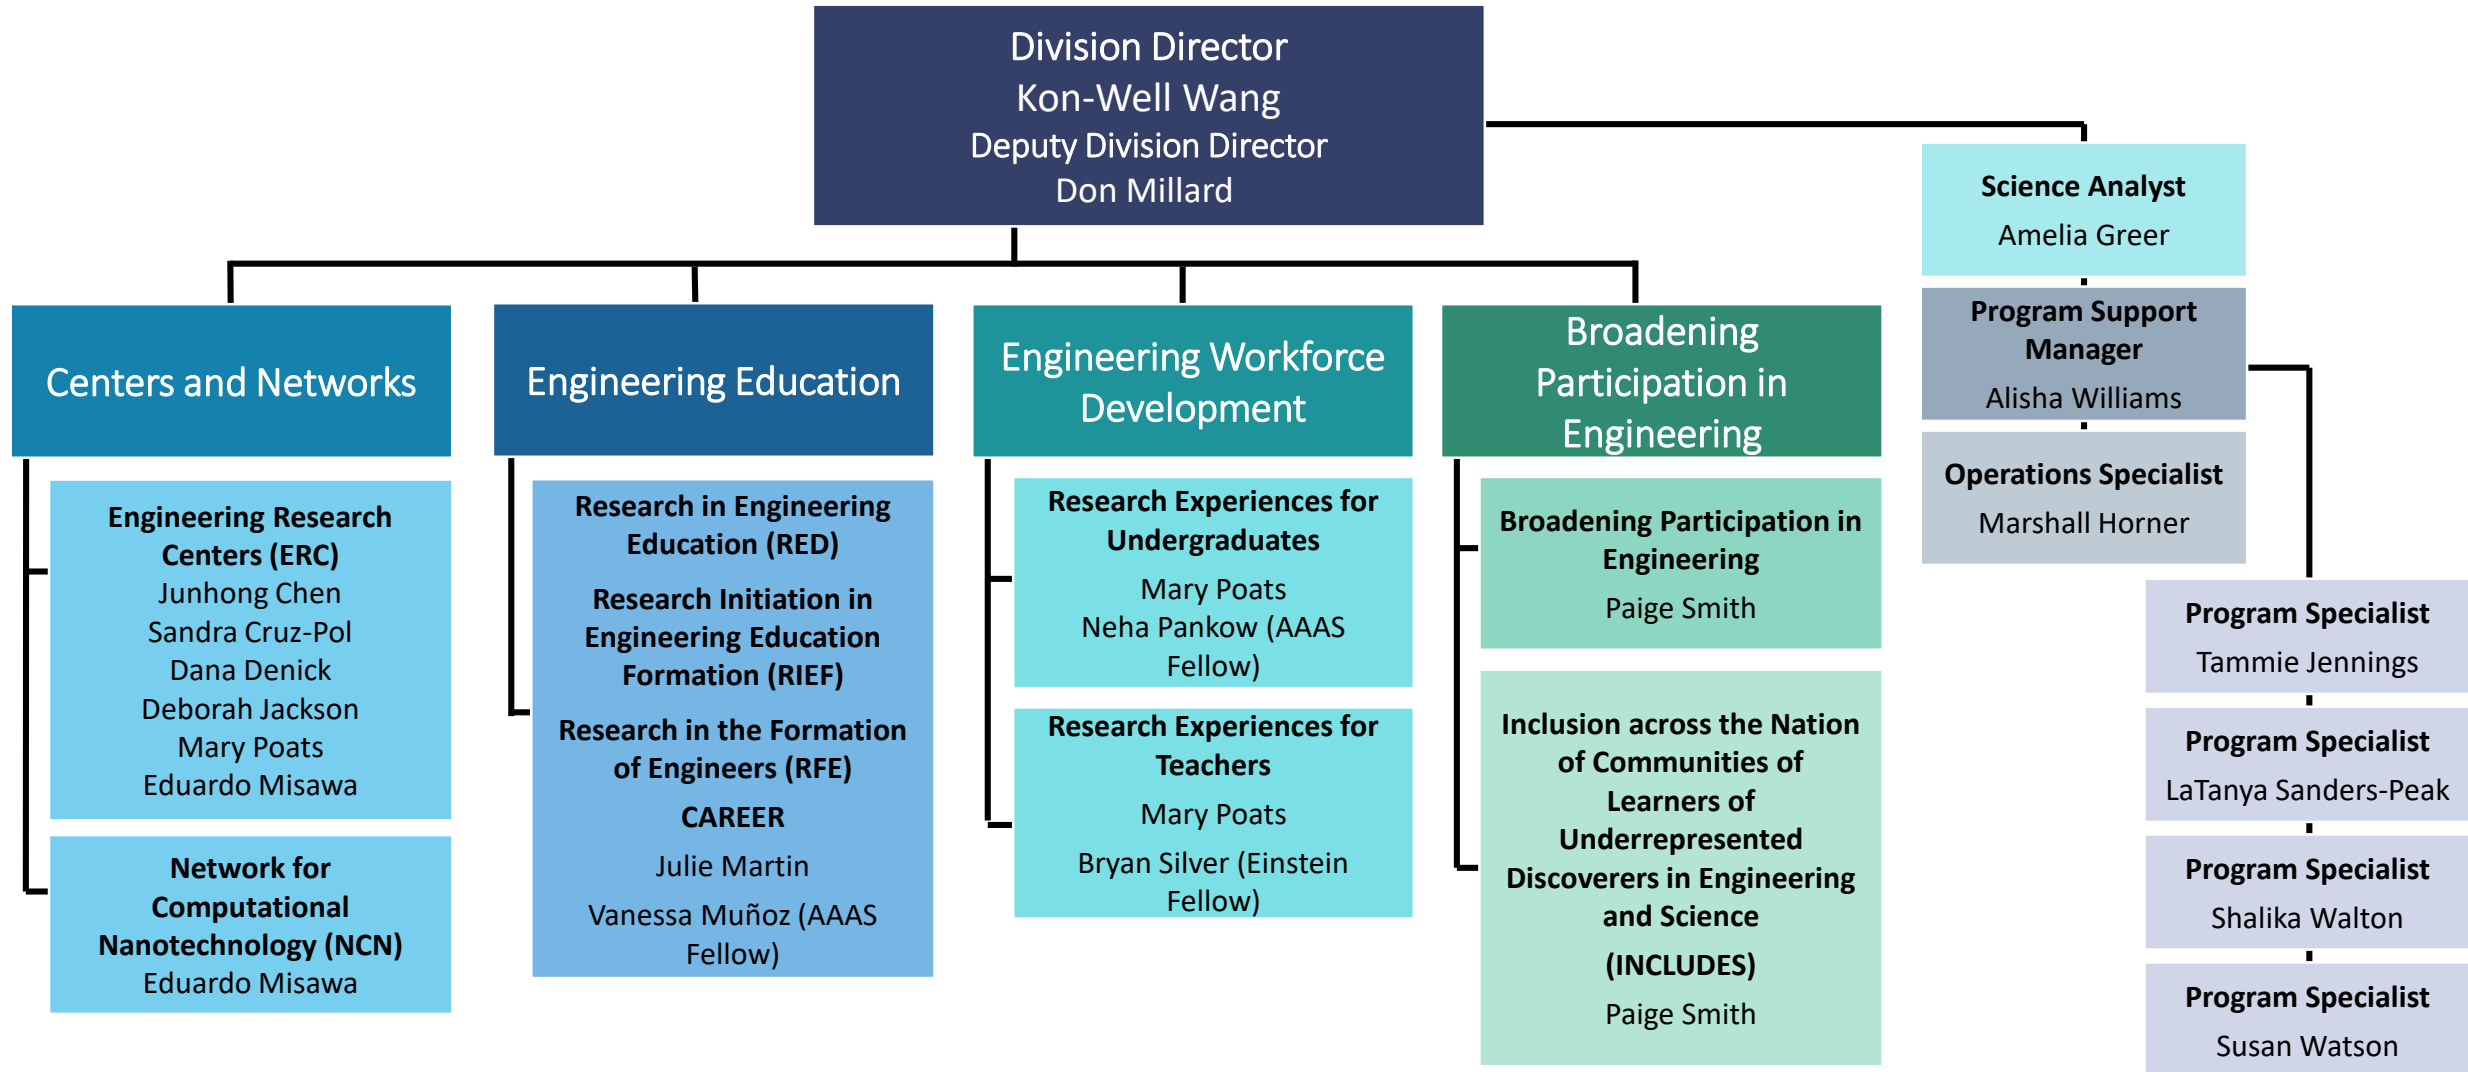 Division Director
Kon-Well Wang
Deputy Division Director
Don Millard
Centers and Networks
Engineering Research
Centers (ERC)
Junhong Chen
Sandra Cruz-Pol
Dana Denick
Deborah Jackson
Mary Poats
Eduardo Misawa
Network for
Computational
Nanotechnology (NCN)
Eduardo Misawa
Engineering Education
Research in Engineering
Education (RED)
Research Initiation in
Engineering Education
Formation (RIEF)
Research in the Formation
of Engineers (RFE)
CAREER
Julie Martin
Vanessa Muñoz (AAAS
Fellow)
Engineering Workforce
Development
Research Experiences for
Undergraduates
Mary Poats
Neha Pankow (AAAS
Fellow)
Research Experiences for
Teachers
Mary Poats
Bryan Silver (Einstein
Fellow)
Broadening
Participation in
Engineering
Broadening Participation in
Engineering
Paige Smith
Inclusion across the Nation
of Communities of
Learners of
Underrepresented
Discoverers in Engineering
and Science
(INCLUDES)
Paige Smith
Science Analyst
Amelia Greer
Program Support
Manager
Alisha Williams
Operations Specialist
Marshall Horner
Program Specialist
Tammie Jennings
Program Specialist
LaTanya Sanders-Peak
Program Specialist
Shalika Walton
Program Specialist
Susan Watson